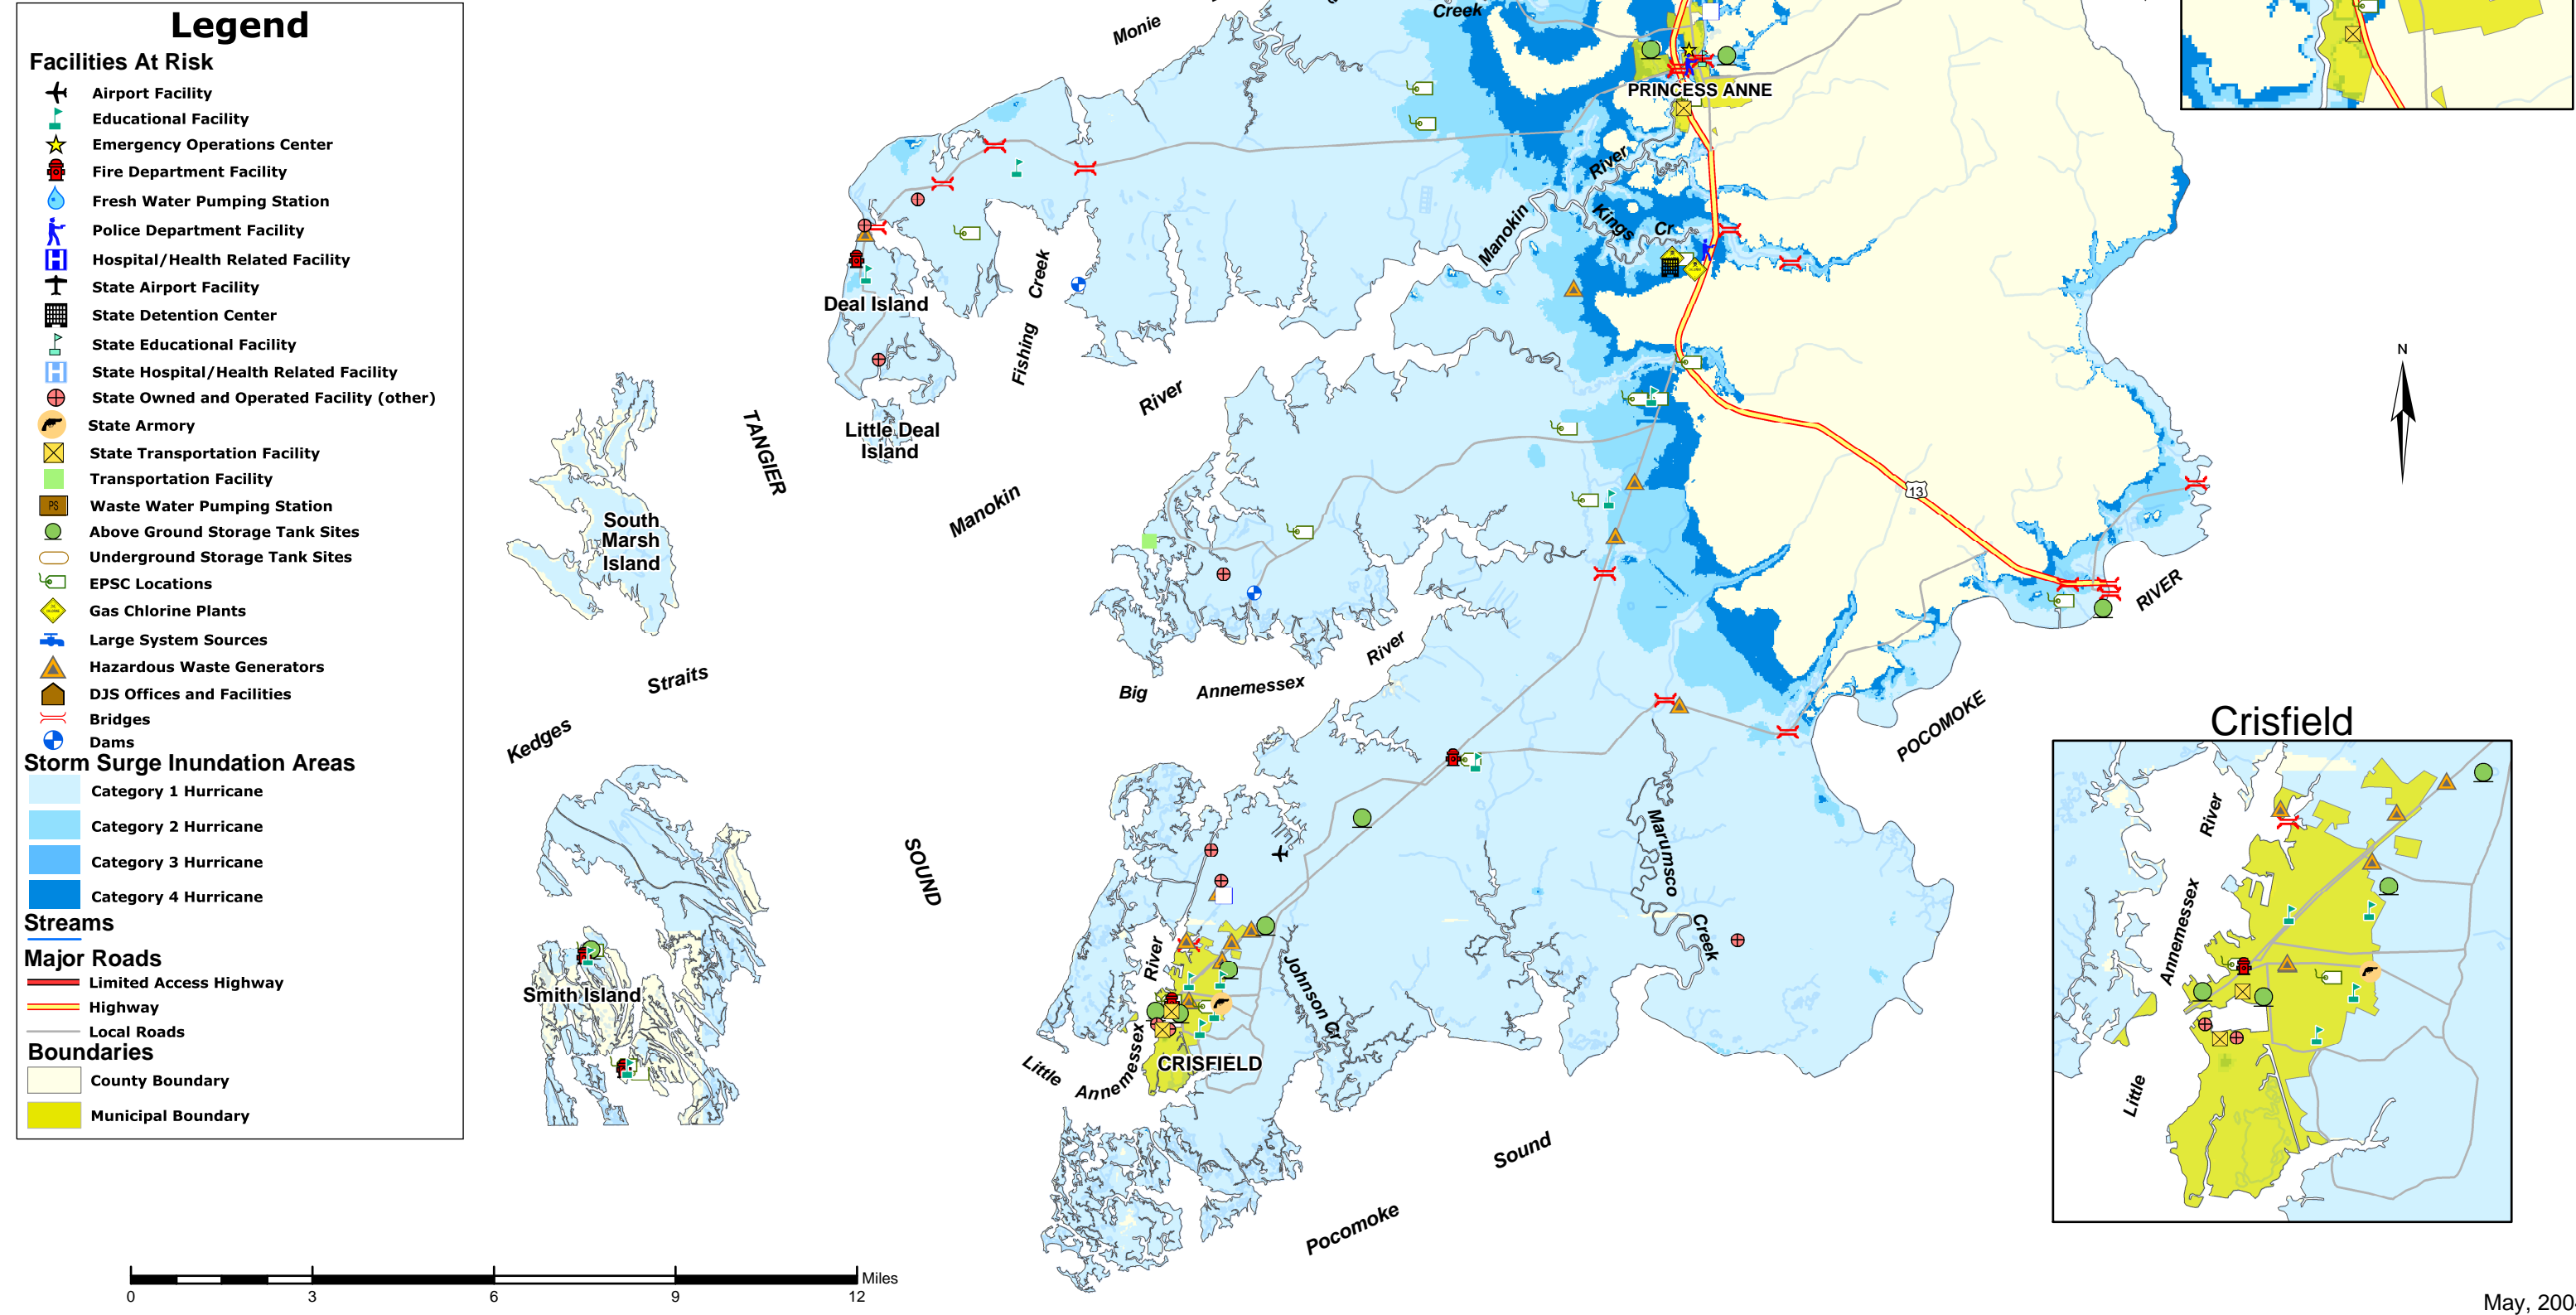 Legend
Facilities At Risk
Airport Facility
Educational Facility
Emergency Operations Center
Fire Department Facility
Fresh Water Pumping Station
Police Department Facility
Hospital/Health Related Facility
State Airport Facility
State Detention Center
State Educational Facility
State Hospital/Health Related Facility
State Owned and Operated Facility (other)
State Armory
State Transportation Facility
Transportation Facility
PS
Waste Water Pumping Station
Above Ground Storage Tank Sites
Underground Storage Tank Sites
EPSC Locations
Gas Chlorine Plants
Large System Sources
Hazardous Waste Generators
DJS Offices and Facilities
Bridges
Dams
Storm Surge Inundation Areas
Category 1 Hurricane
Category 2 Hurricane
Category 3 Hurricane
Category 4 Hurricane
Streams
Major Roads
Limited Access Highway
Highway
Local Roads
Boundaries
County Boundary
Municipal Boundary
Monie
Creek
PRINCESS ANNE
Manokin
River
Kings
Cr
Deal Island
Fishing
Creek
Little Deal
Island
TANGIER
SOUND
Manokin
River
South
Marsh
Island
Kedges
Straits
Big
Annemessex
River
13
POCOMOKE
RIVER
N
Smith Island
River
Little
Annemessex
CRISFIELD
Johnson Cr
Marumsco
Creek
Pocomoke
Sound
Crisfield
River
Annemessex
Little
0
3
6
9
12
Miles
May, 200